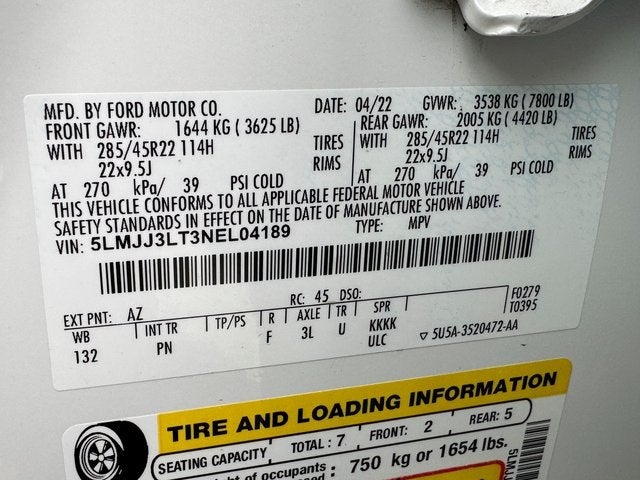 MFD. BY FORD MOTOR CO. DATE: 04/22 GVWR: 3538 KG ( 7800 LB)
FRONT GAWR: 1644 KG ( 3625 LB) REAR GAWR: 2005 KG ( 4420 LB)
WITH 285/45R22 114H TIRES WITH 285/45R22 114H TIRES
22x9.5J RIMS 22x9.5J RIMS
AT 270 kPa/ 39 PSI COLD AT 270 kPa/ 39 PSI COLD
THIS VEHICLE CONFORMS TO ALL APPLICABLE FEDERAL MOTOR VEHICLE
SAFETY STANDARDS IN EFFECT ON THE DATE OF MANUFACTURE SHOWN ABOVE.
VIN: 5LMJJ3LT3NEL04189 TYPE: MPV
F0279
EXT PNT: AZ RC: 45 DSO: T0395
WB INT TR TP/PS R AXLE TR SPR
132 PN F 3L U KKKK
ULC ▽ 5U5A-3520472-AA
TIRE AND LOADING INFORMATION
SEATING CAPACITY TOTAL : 7 FRONT: 2 REAR: 5
of occupants : 750 kg or 1654 lbs.
5LMJJ